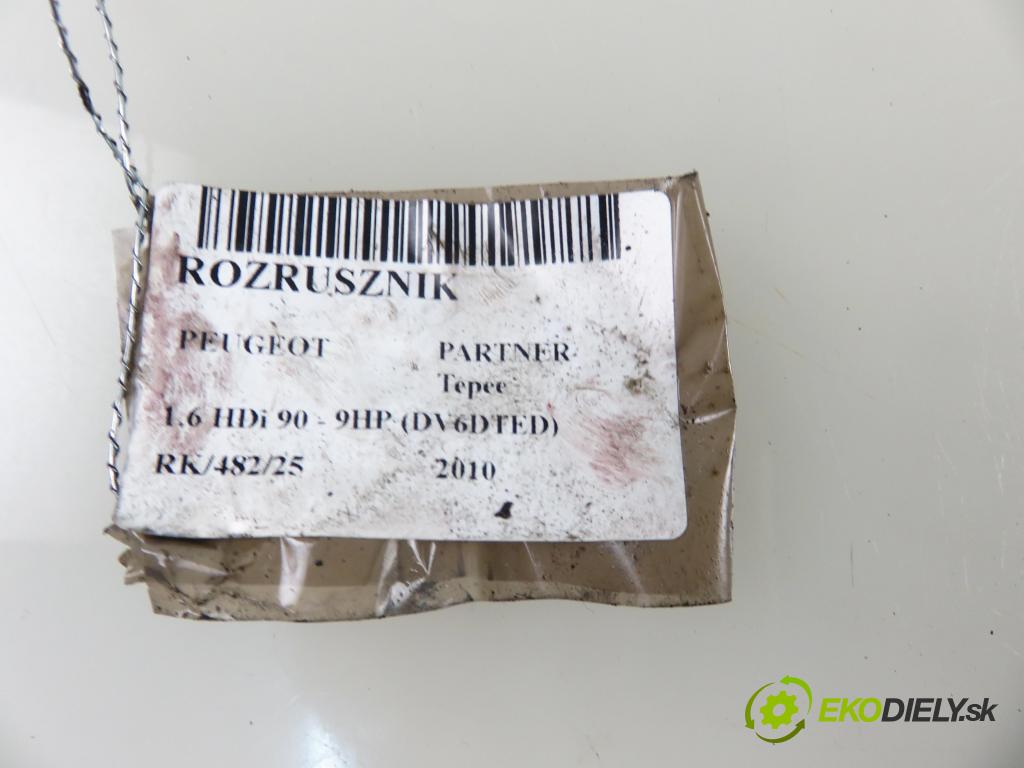 ROZRUSZNIK
PEUGEOT PARTNER
Tepee
1.6 HDi 90 - 9HP (DV6DTED)
RK/482/25 2010
EKODIELY.sk